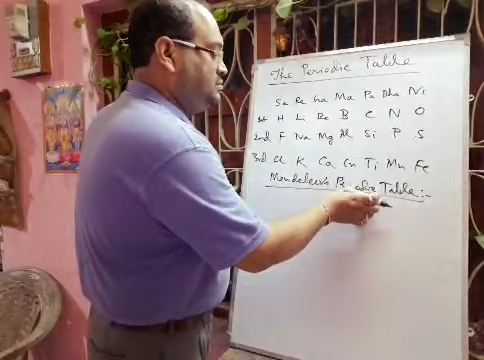 The Periodic Table
Sa Re Ga Ma Pa Dha Ni
1st H Li Be B C N O
2nd F Na Mg Al Si P S
3rd Cl K Ca Cr Ti Mn Fe
Mendeleev's Periodic Table:-